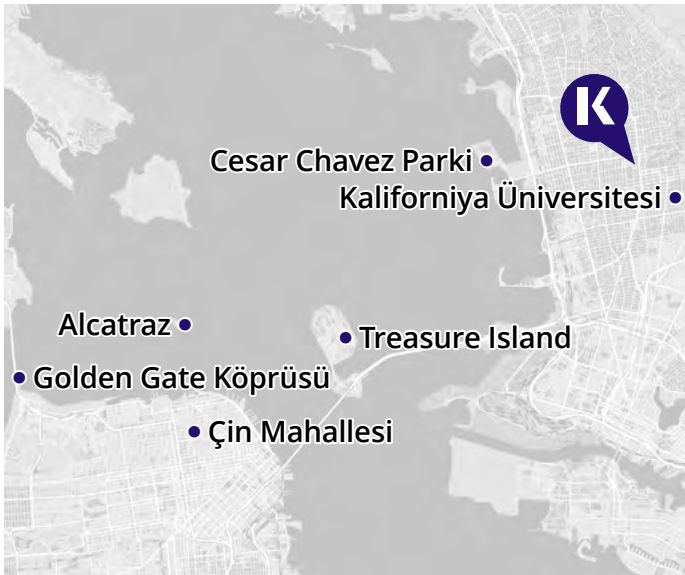 K
Cesar Chavez Parki
Kaliforniya Üniversitesi
Alcatraz
Treasure Island
Golden Gate Köprüsü
Çin Mahallesi